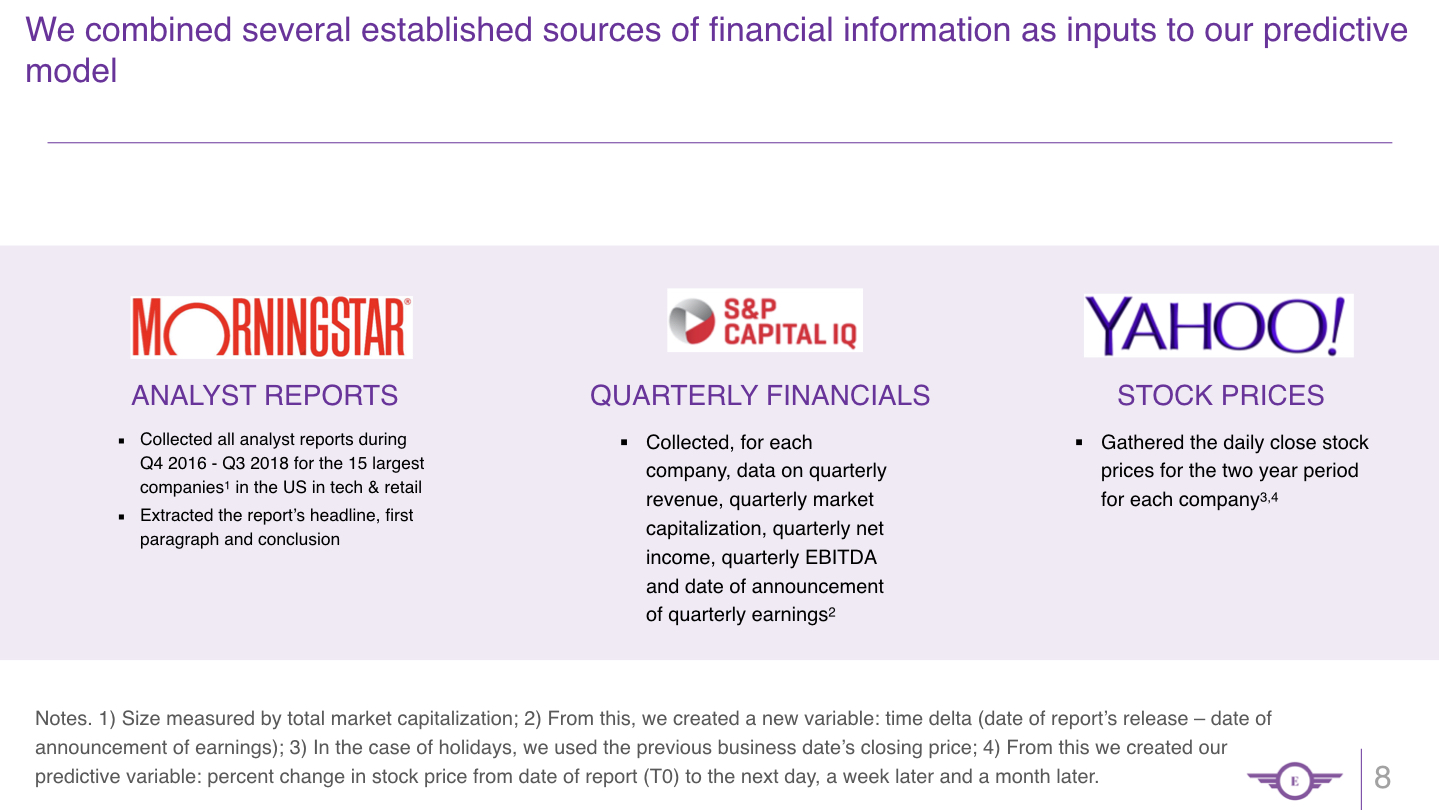 We combined several established sources of financial information as inputs to our predictive
model
MORNINGSTAR®
ANALYST REPORTS
▪ Collected all analyst reports during
Q4 2016 - Q3 2018 for the 15 largest
companies¹ in the US in tech & retail
▪ Extracted the report’s headline, first
paragraph and conclusion
S&P
CAPITAL IQ
QUARTERLY FINANCIALS
▪ Collected, for each
company, data on quarterly
revenue, quarterly market
capitalization, quarterly net
income, quarterly EBITDA
and date of announcement
of quarterly earnings²
YAHOO!
STOCK PRICES
▪ Gathered the daily close stock
prices for the two year period
for each company³,⁴
Notes. 1) Size measured by total market capitalization; 2) From this, we created a new variable: time delta (date of report’s release – date of
announcement of earnings); 3) In the case of holidays, we used the previous business date’s closing price; 4) From this we created our
predictive variable: percent change in stock price from date of report (T0) to the next day, a week later and a month later.
E
8